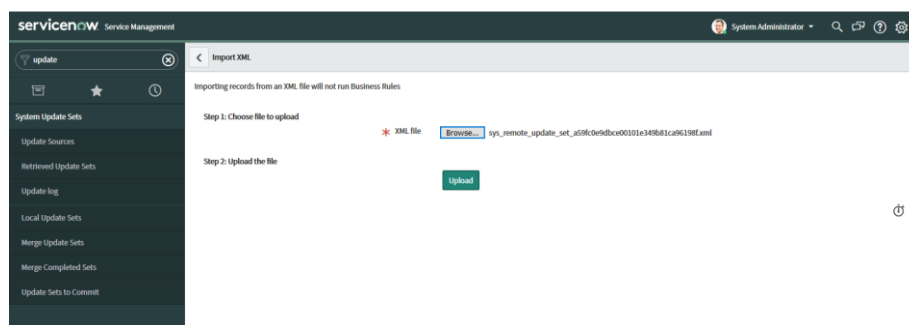 servicenow Service Management
System Administrator
update
Import XML
Importing records from an XML file will not run Business Rules
System Update Sets
Step 1: Choose file to upload
XML file Browse... sys_remote_update_set_a59fc0e9dbce00101e349b81ca96198f.xml
Update Sources
Step 2: Upload the file
Retrieved Update Sets
Upload
Update log
Local Update Sets
Merge Update Sets
Merge Completed Sets
Update Sets to Commit